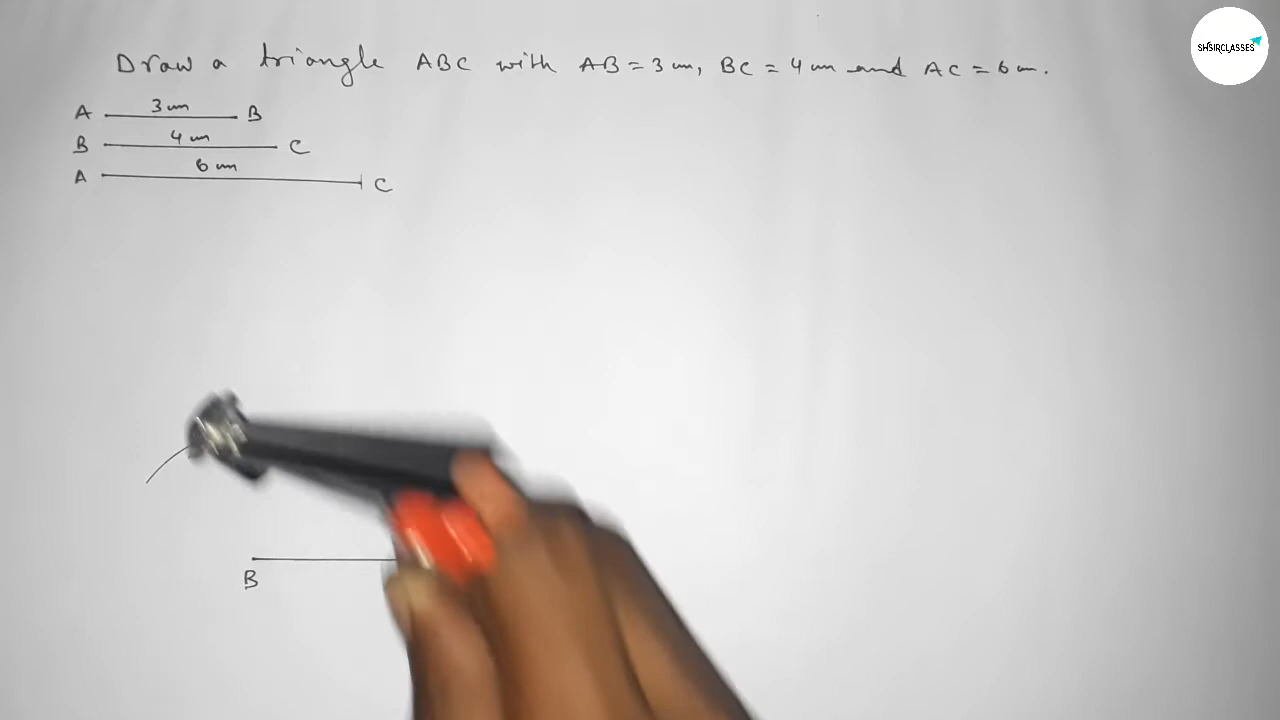 SHSIRCLASSES
Draw a triangle ABC with AB = 3 cm, BC = 4 cm and AC = 6 cm.
A 3 cm B
B 4 cm C
A 6 cm C
B